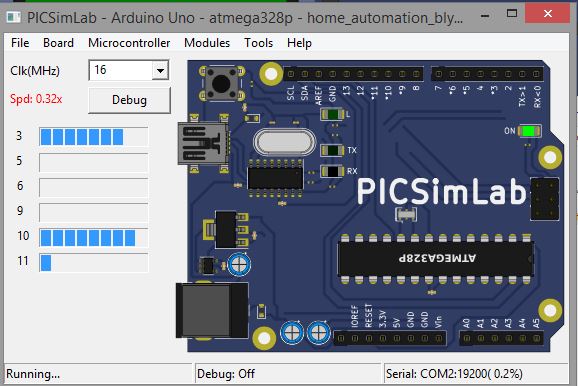 PICSimLab - Arduino Uno - atmega328p - home_automation_bly...
File Board Microcontroller Modules Tools Help
Clk(MHz) 16
Spd: 0.32x Debug
3
5
6
9
10
11
SCL SDA AREF GND 13 12 *11 *10 *9 8 7 *6 *5 4 *3 2 TX>1 RX<0
L
TX
RX
ON
PICSimLab
ATMEGA328P
IOREF RESET 3.3V 5V GND GND Vin A0 A1 A2 A3 A4 A5
Running... Debug: Off Serial: COM2:19200( 0.2%)